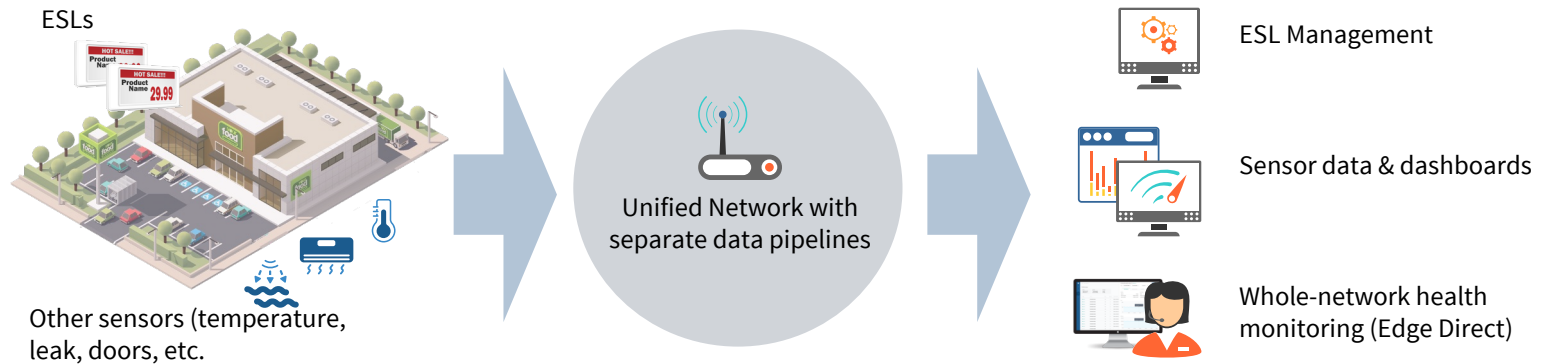 ESLs
HOT SALE!!!
Product
Name
HOT SALE!!!
Product
Name 29.99
food
food
food
Other sensors (temperature,
leak, doors, etc.
Unified Network with
separate data pipelines
ESL Management
Sensor data & dashboards
Whole-network health
monitoring (Edge Direct)